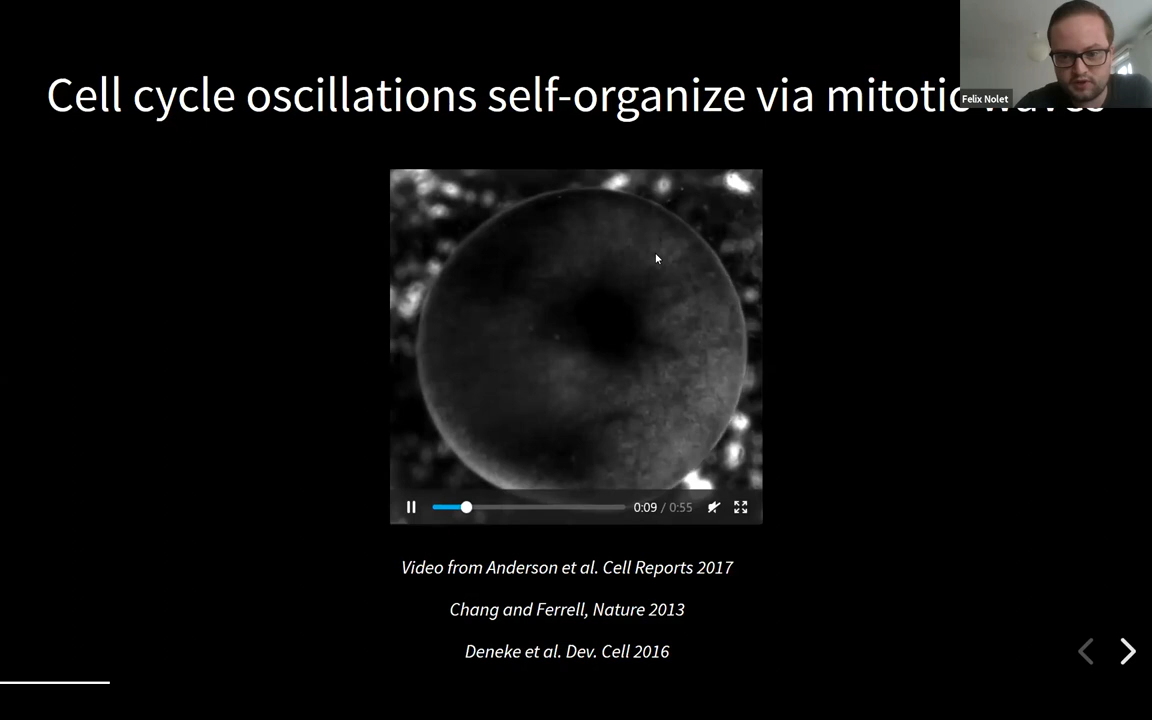 Cell cycle oscillations self-organize via mitotic waves
Felix Nolet
0:09 / 0:55
Video from Anderson et al. Cell Reports 2017
Chang and Ferrell, Nature 2013
Deneke et al. Dev. Cell 2016